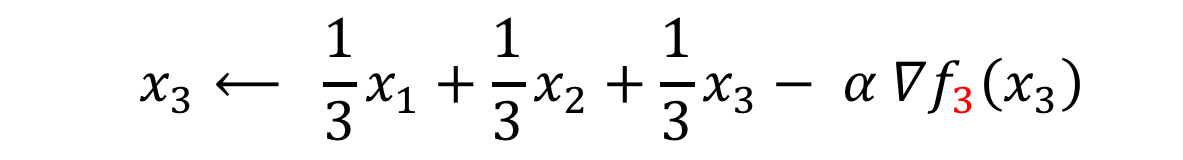 x₃ ⟵ 1/3 x₁ + 1/3 x₂ + 1/3 x₃ − α ∇f₃(x₃)